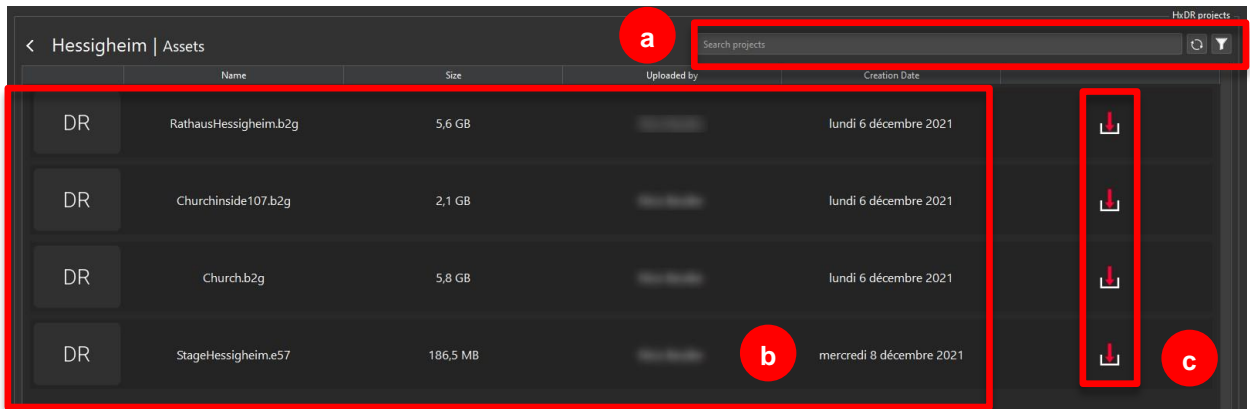 HxDR projects
Hessigheim | Assets
a
Search projects
Name Size Uploaded by Creation Date
DR RathausHessigheim.b2g 5,6 GB lundi 6 décembre 2021
DR Churchinside107.b2g 2,1 GB lundi 6 décembre 2021
DR Church.b2g 5,8 GB lundi 6 décembre 2021
DR StageHessigheim.e57 186,5 MB b mercredi 8 décembre 2021 c